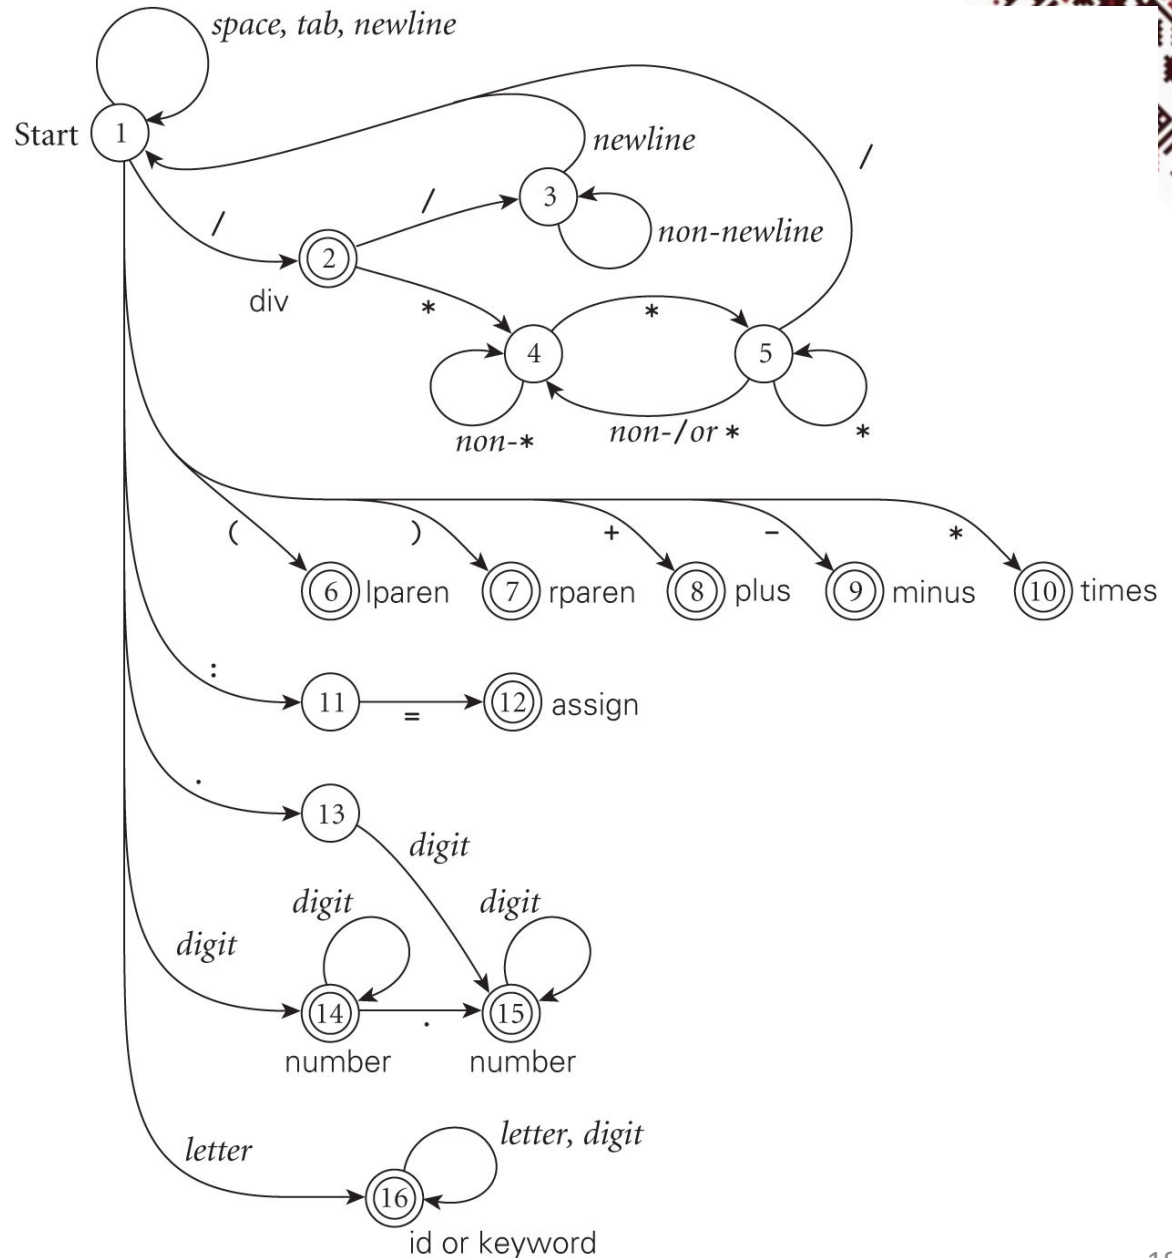 space, tab, newline
Start 1
newline
/
/
3
/
non-newline
2
div
*
*
4
5
non-*
non-/or *
*
(
)
+
-
*
6 lparen
7 rparen
8 plus
9 minus
10 times
:
11
=
12 assign
.
13
digit
digit
digit
digit
14
.
15
number
number
letter
letter, digit
16
id or keyword